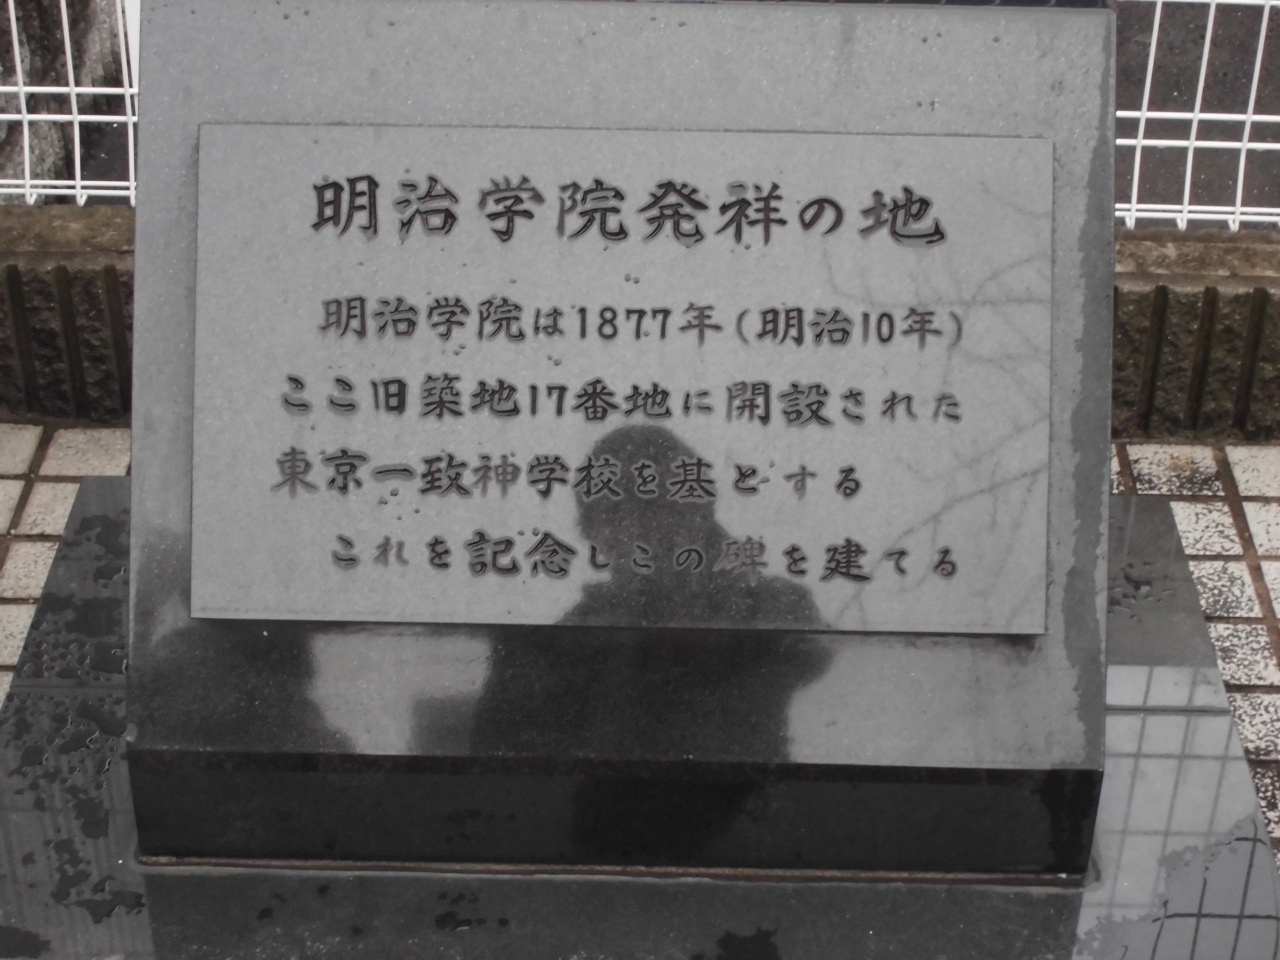 明治学院発祥の地
明治学院は1877年(明治10年)
ここ旧築地17番地に開設された
東京一致神学校を基とする
これを記念しこの碑を建てる